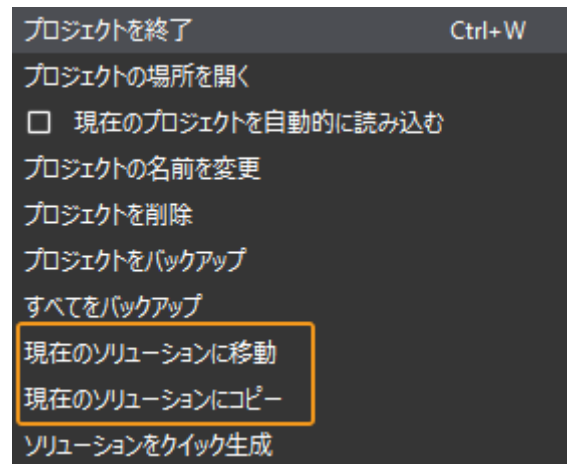 プロジェクトを終了 Ctrl+W
プロジェクトの場所を開く
現在のプロジェクトを自動的に読み込む
プロジェクトの名前を変更
プロジェクトを削除
プロジェクトをバックアップ
すべてをバックアップ
現在のソリューションに移動
現在のソリューションにコピー
ソリューションをクイック生成